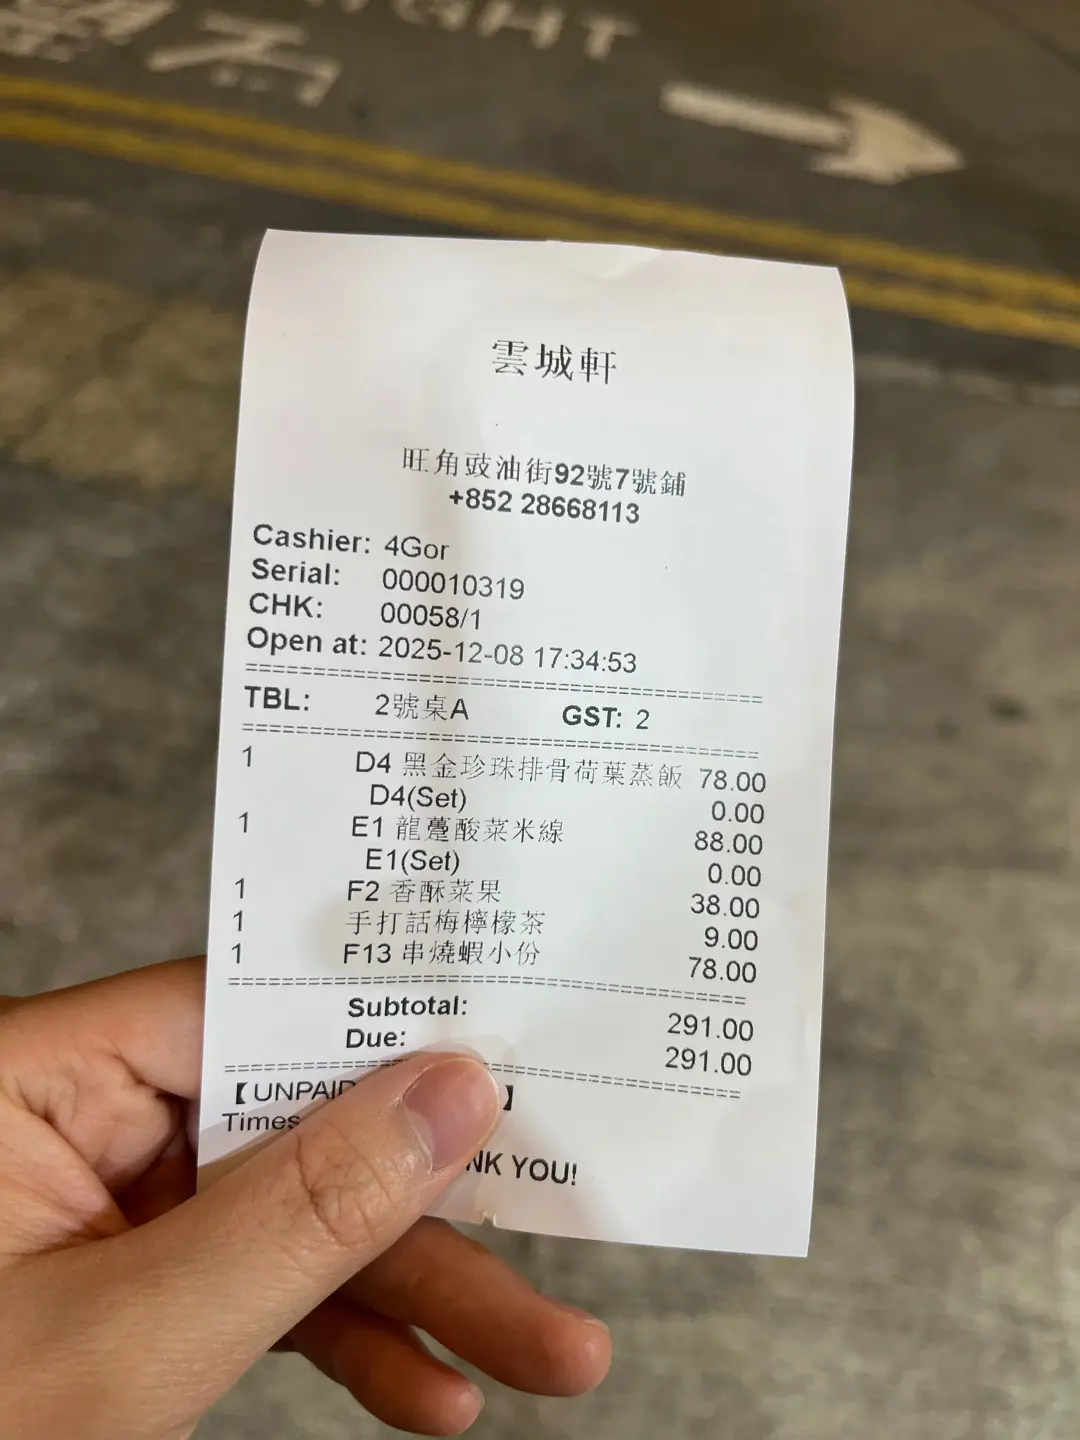 GHT
望右
雲城軒
旺角豉油街92號7號鋪
+852 28668113
Cashier: 4Gor
Serial: 000010319
CHK: 00058/1
Open at: 2025-12-08 17:34:53
TBL: 2號桌A GST: 2
1 D4 黑金珍珠排骨荷葉蒸飯 78.00
D4(Set) 0.00
1 E1 龍躉酸菜米線 88.00
E1(Set) 0.00
1 F2 香酥菜果 38.00
1 手打話梅檸檬茶 9.00
1 F13 串燒蝦小份 78.00
Subtotal: 291.00
Due: 291.00
【UNPAID 】
Times
NK YOU!